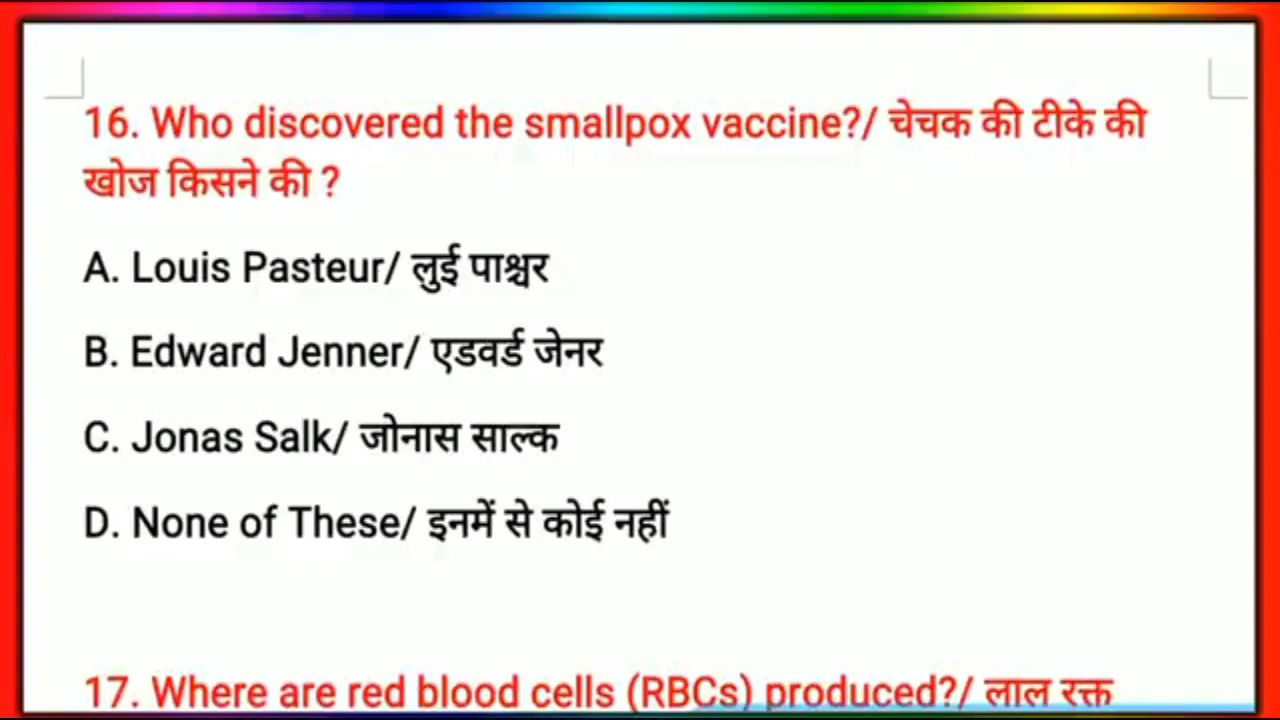 16. Who discovered the smallpox vaccine?/ चेचक की टीके की
खोज किसने की ?
A. Louis Pasteur/ लुई पाश्चर
B. Edward Jenner/ एडवर्ड जेनर
C. Jonas Salk/ जोनास साल्क
D. None of These/ इनमें से कोई नहीं
17. Where are red blood cells (RBCs) produced?/ लाल रक्त